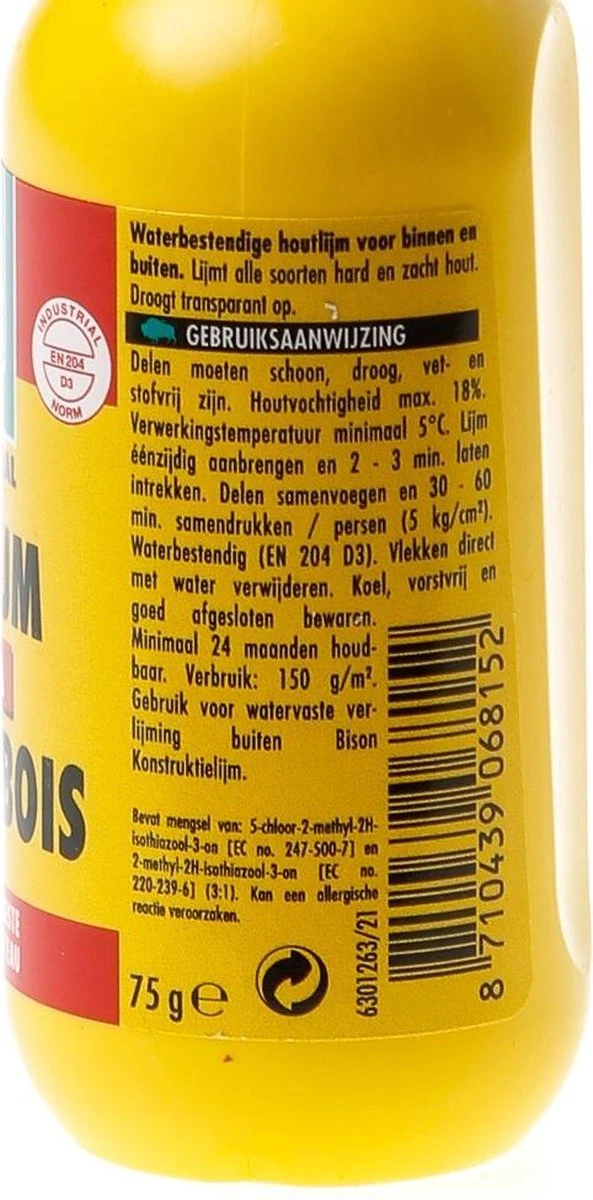 INDUSTRIAL
EN 204
D3
NORM
Waterbestendige houtlijm voor binnen en
buiten. Lijmt alle soorten hard en zacht hout.
Droogt transparant op.
GEBRUIKSAANWIJZING
Delen moeten schoon, droog, vet- en
stofvrij zijn. Houtvochtigheid max. 18%.
Verwerkingstemperatuur minimaal 5°C. Lijm
éénzijdig aanbrengen en 2 - 3 min. laten
intrekken. Delen samenvoegen en 30 - 60
min. samendrukken / persen (5 kg/cm²).
Waterbestendig (EN 204 D3). Vlekken direct
met water verwijderen. Koel, vorstvrij en
goed afgesloten bewaren.
Minimaal 24 maanden houd-
baar. Verbruik: 150 g/m².
Gebruik voor watervaste ver-
lijming buiten Bison
Konstruktielijm.
BOIS
Bevat mengsel van: 5-chloor-2-methyl-2H-
isothiazool-3-on [EC no. 247-500-7] en
2-methyl-2H-isothiazool-3-on [EC no.
220-239-6] (3:1). Kan een allergische
reactie veroorzaken.
75 g e
6301263/21
8 710439 068152